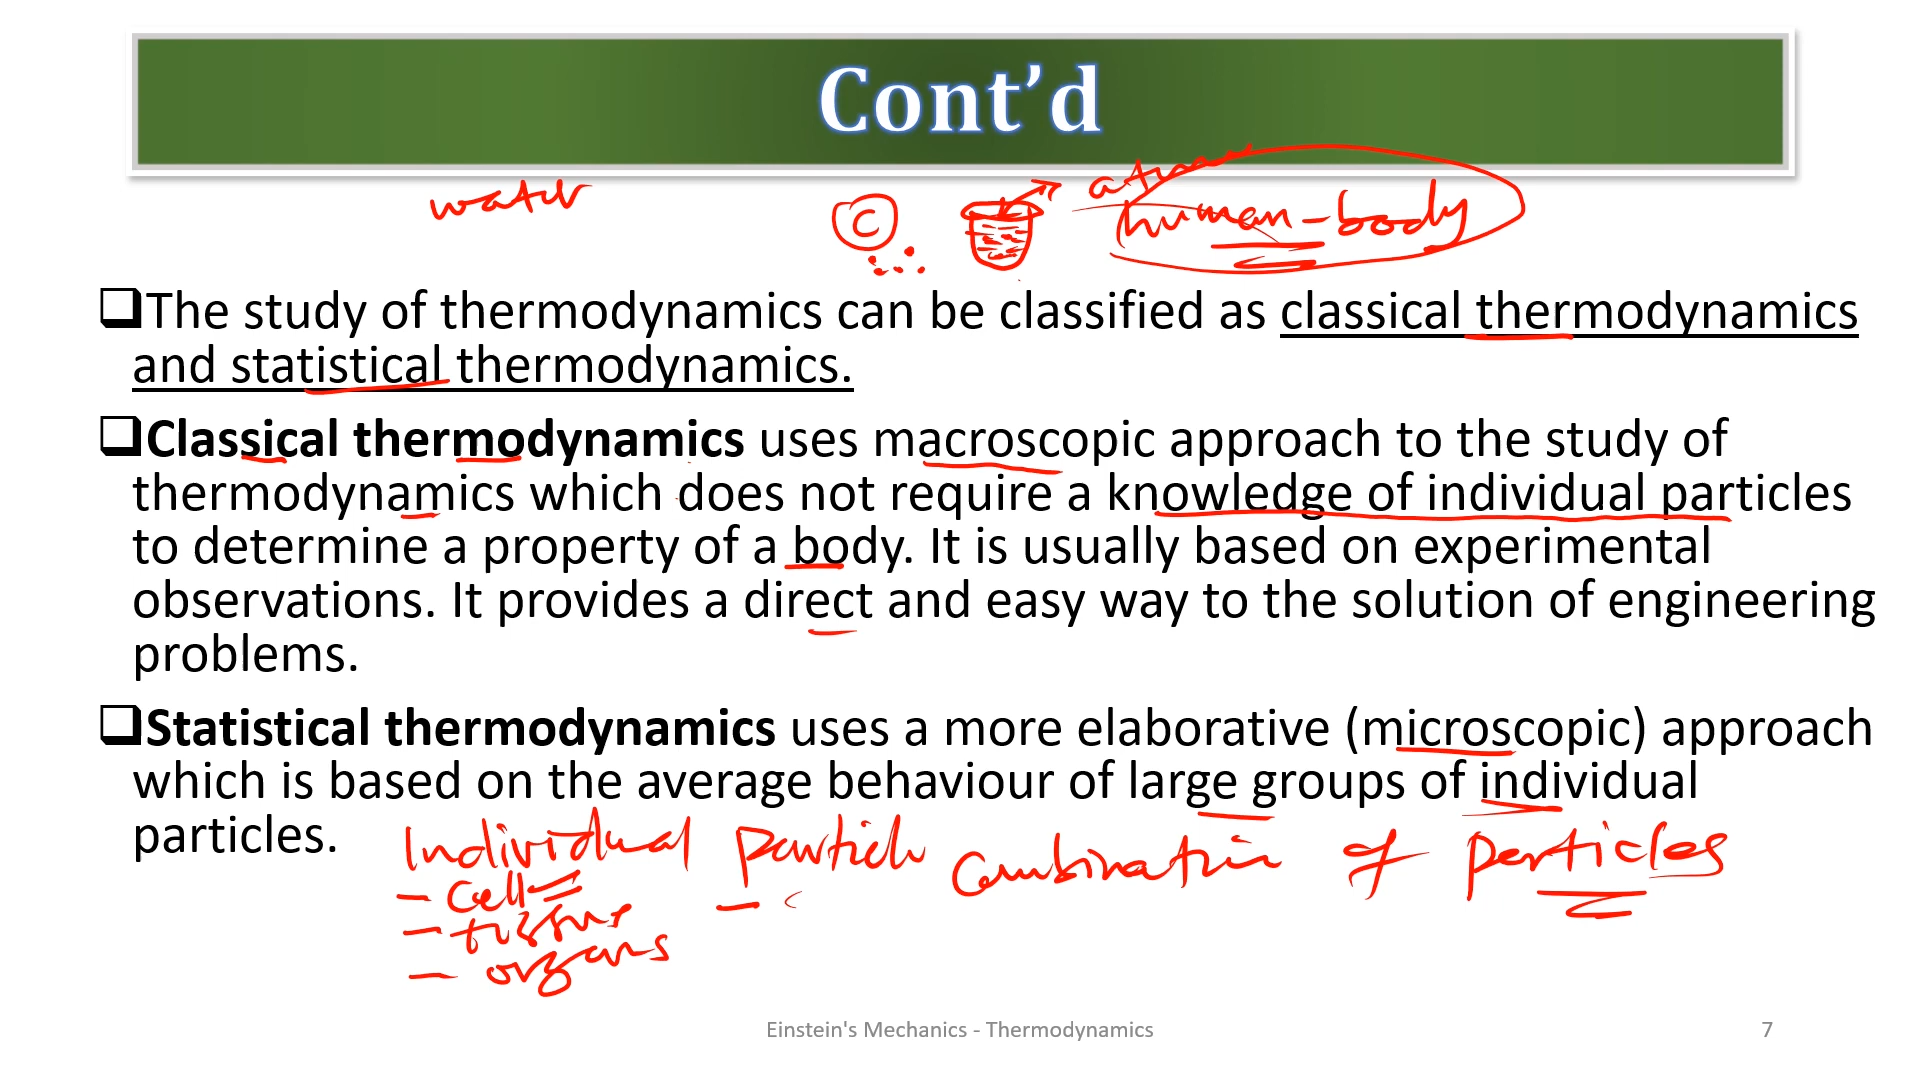 Cont’d
water
C
human-body
❑The study of thermodynamics can be classified as classical thermodynamics
and statistical thermodynamics.
❑Classical thermodynamics uses macroscopic approach to the study of
thermodynamics which does not require a knowledge of individual particles
to determine a property of a body. It is usually based on experimental
observations. It provides a direct and easy way to the solution of engineering
problems.
❑Statistical thermodynamics uses a more elaborative (microscopic) approach
which is based on the average behaviour of large groups of individual
particles.
Individual Particle Combination of Particles
- Cell
- tissue
- organs
Einstein's Mechanics - Thermodynamics
7